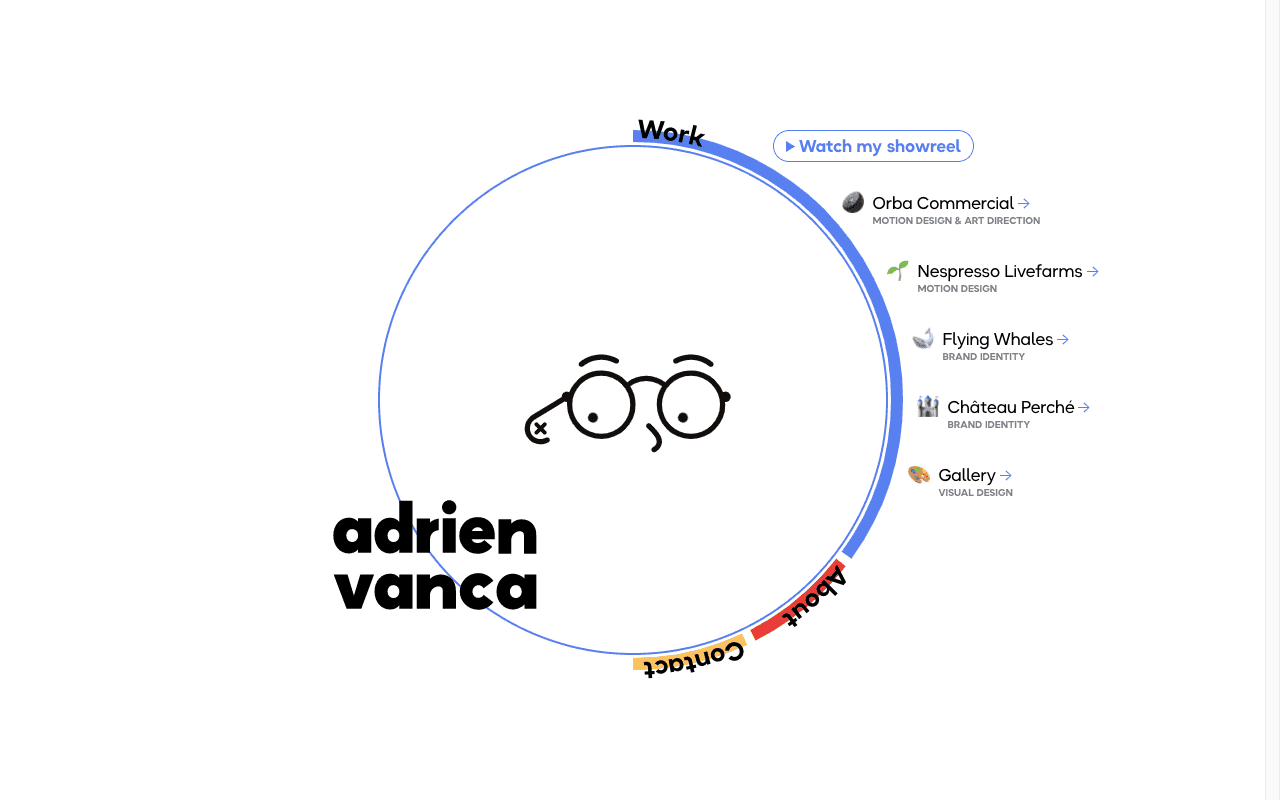 Work
Watch my showreel
Orba Commercial
MOTION DESIGN & ART DIRECTION
Nespresso Livefarms
MOTION DESIGN
Flying Whales
BRAND IDENTITY
Château Perché
BRAND IDENTITY
Gallery
VISUAL DESIGN
adrien
vanca
About
Contact